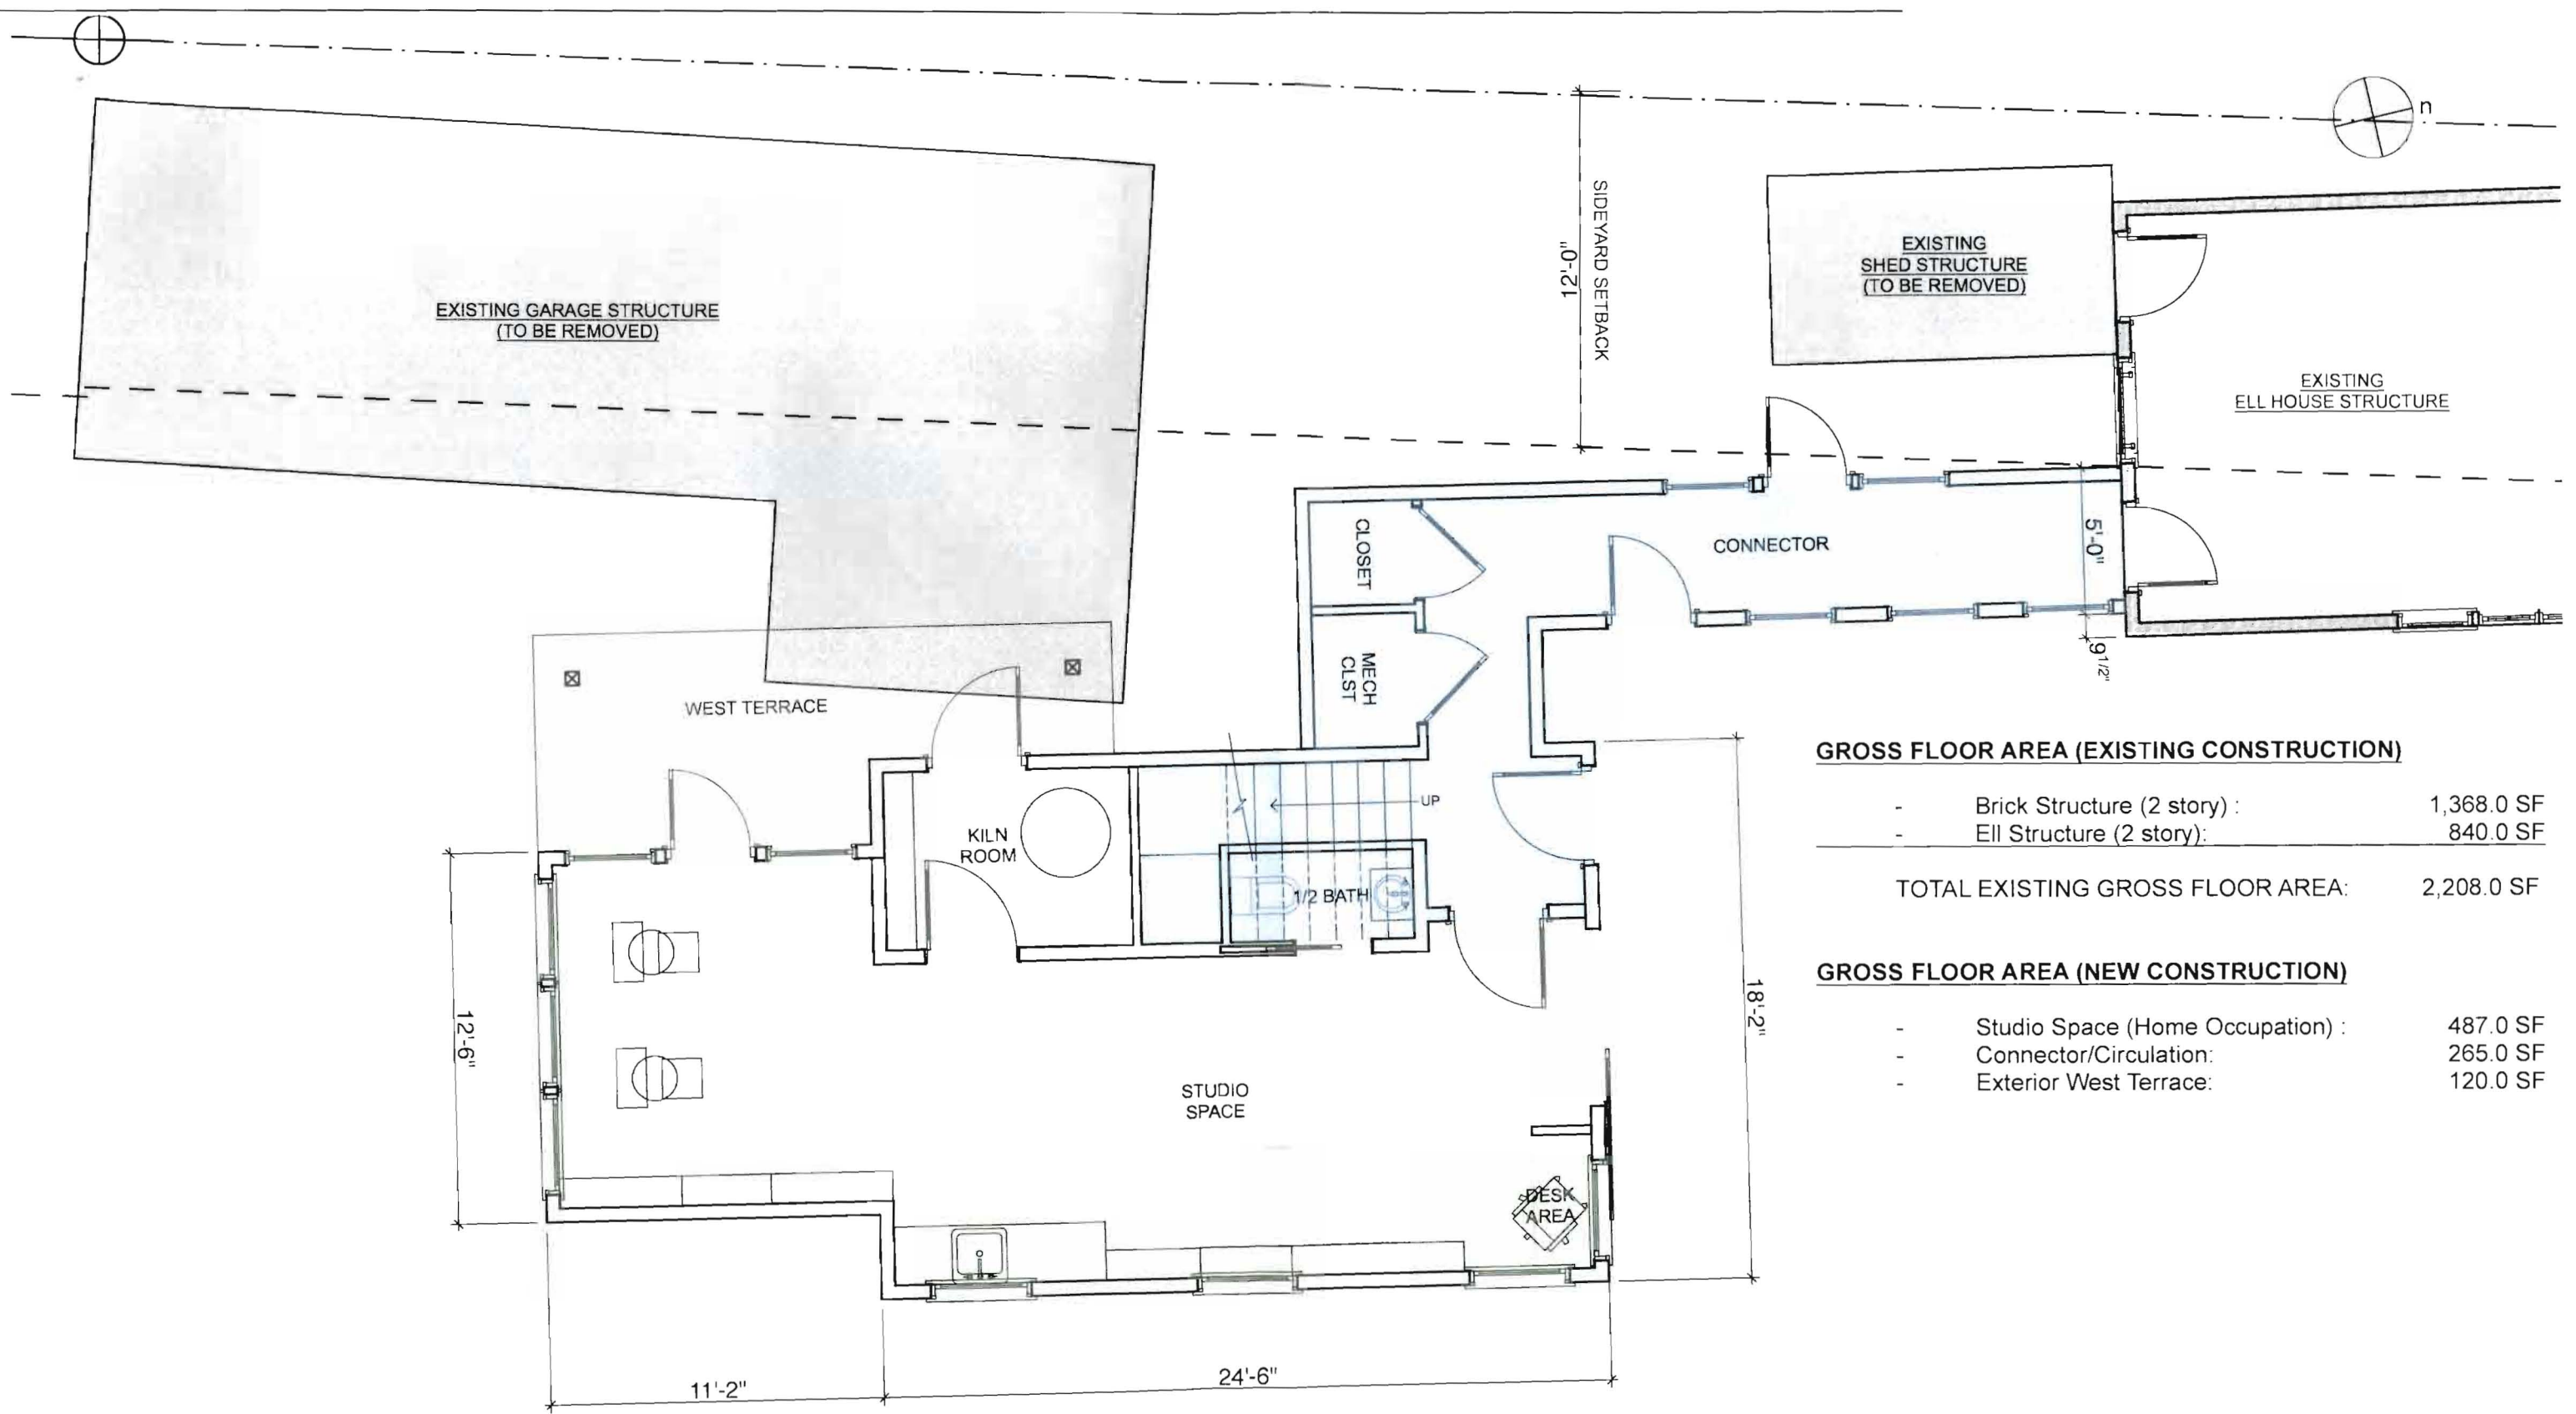 n
EXISTING GARAGE STRUCTURE
(TO BE REMOVED)
SIDEYARD SETBACK
12'-0"
EXISTING
SHED STRUCTURE
(TO BE REMOVED)
EXISTING
ELL HOUSE STRUCTURE
CLOSET
CONNECTOR
5'-0"
9 1/2"
MECH
CLST
WEST TERRACE
UP
KILN
ROOM
1/2 BATH
12'-6"
18'-2"
STUDIO
SPACE
DESK
AREA
11'-2"
24'-6"
GROSS FLOOR AREA (EXISTING CONSTRUCTION)
- Brick Structure (2 story) : 1,368.0 SF
- Ell Structure (2 story): 840.0 SF
TOTAL EXISTING GROSS FLOOR AREA: 2,208.0 SF
GROSS FLOOR AREA (NEW CONSTRUCTION)
- Studio Space (Home Occupation) : 487.0 SF
- Connector/Circulation: 265.0 SF
- Exterior West Terrace: 120.0 SF